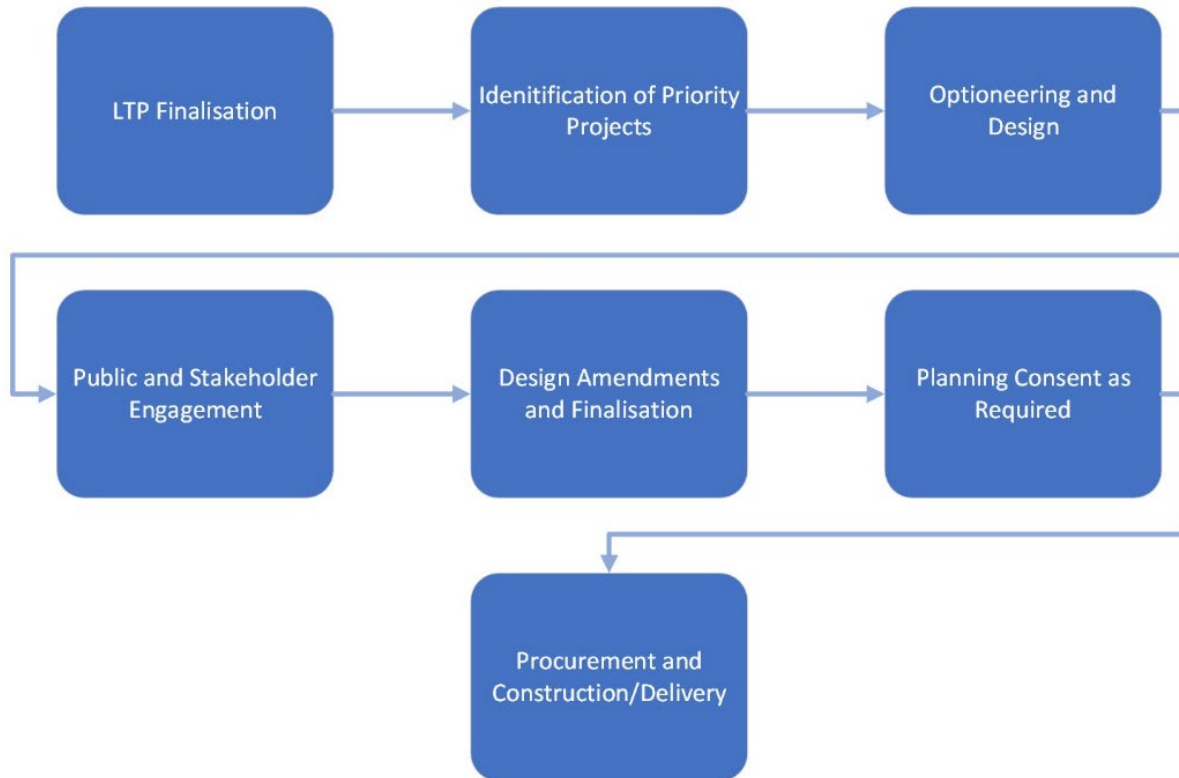 LTP Finalisation
Idenitification of Priority
Projects
Optioneering and
Design
Public and Stakeholder
Engagement
Design Amendments
and Finalisation
Planning Consent as
Required
Procurement and
Construction/Delivery